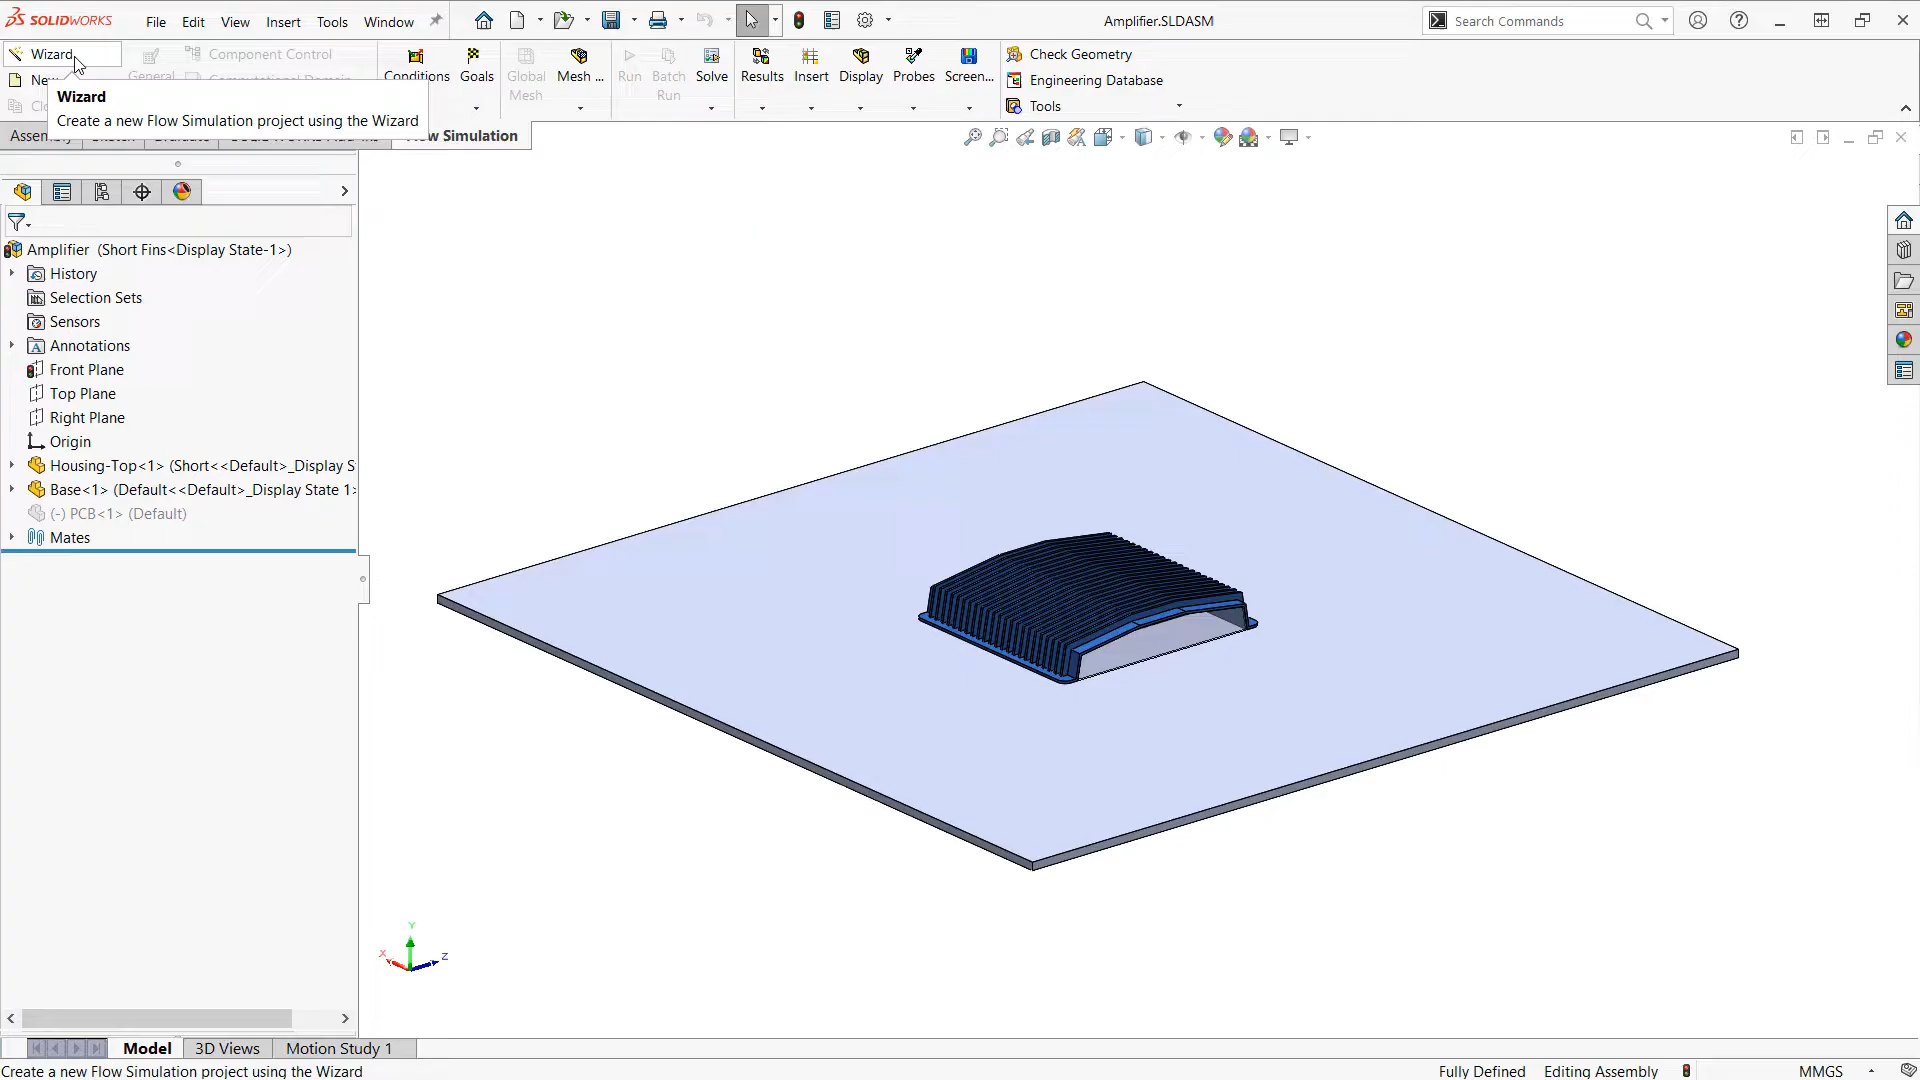 SOLIDWORKS File Edit View Insert Tools Window Amplifier.SLDASM Search Commands
Wizard Component Control Conditions Goals Global Mesh Mesh ... Run Batch Run Solve Results Insert Display Probes Screen... Check Geometry
New General Engineering Database
Tools
Wizard
Create a new Flow Simulation project using the Wizard
Flow Simulation
Amplifier (Short Fins<Display State-1>)
History
Selection Sets
Sensors
Annotations
Front Plane
Top Plane
Right Plane
Origin
Housing-Top<1> (Short<<Default>_Display S
Base<1> (Default<<Default>_Display State 1>
(-) PCB<1> (Default)
Mates
Y
X
Z
Model 3D Views Motion Study 1
Create a new Flow Simulation project using the Wizard Fully Defined Editing Assembly MMGS